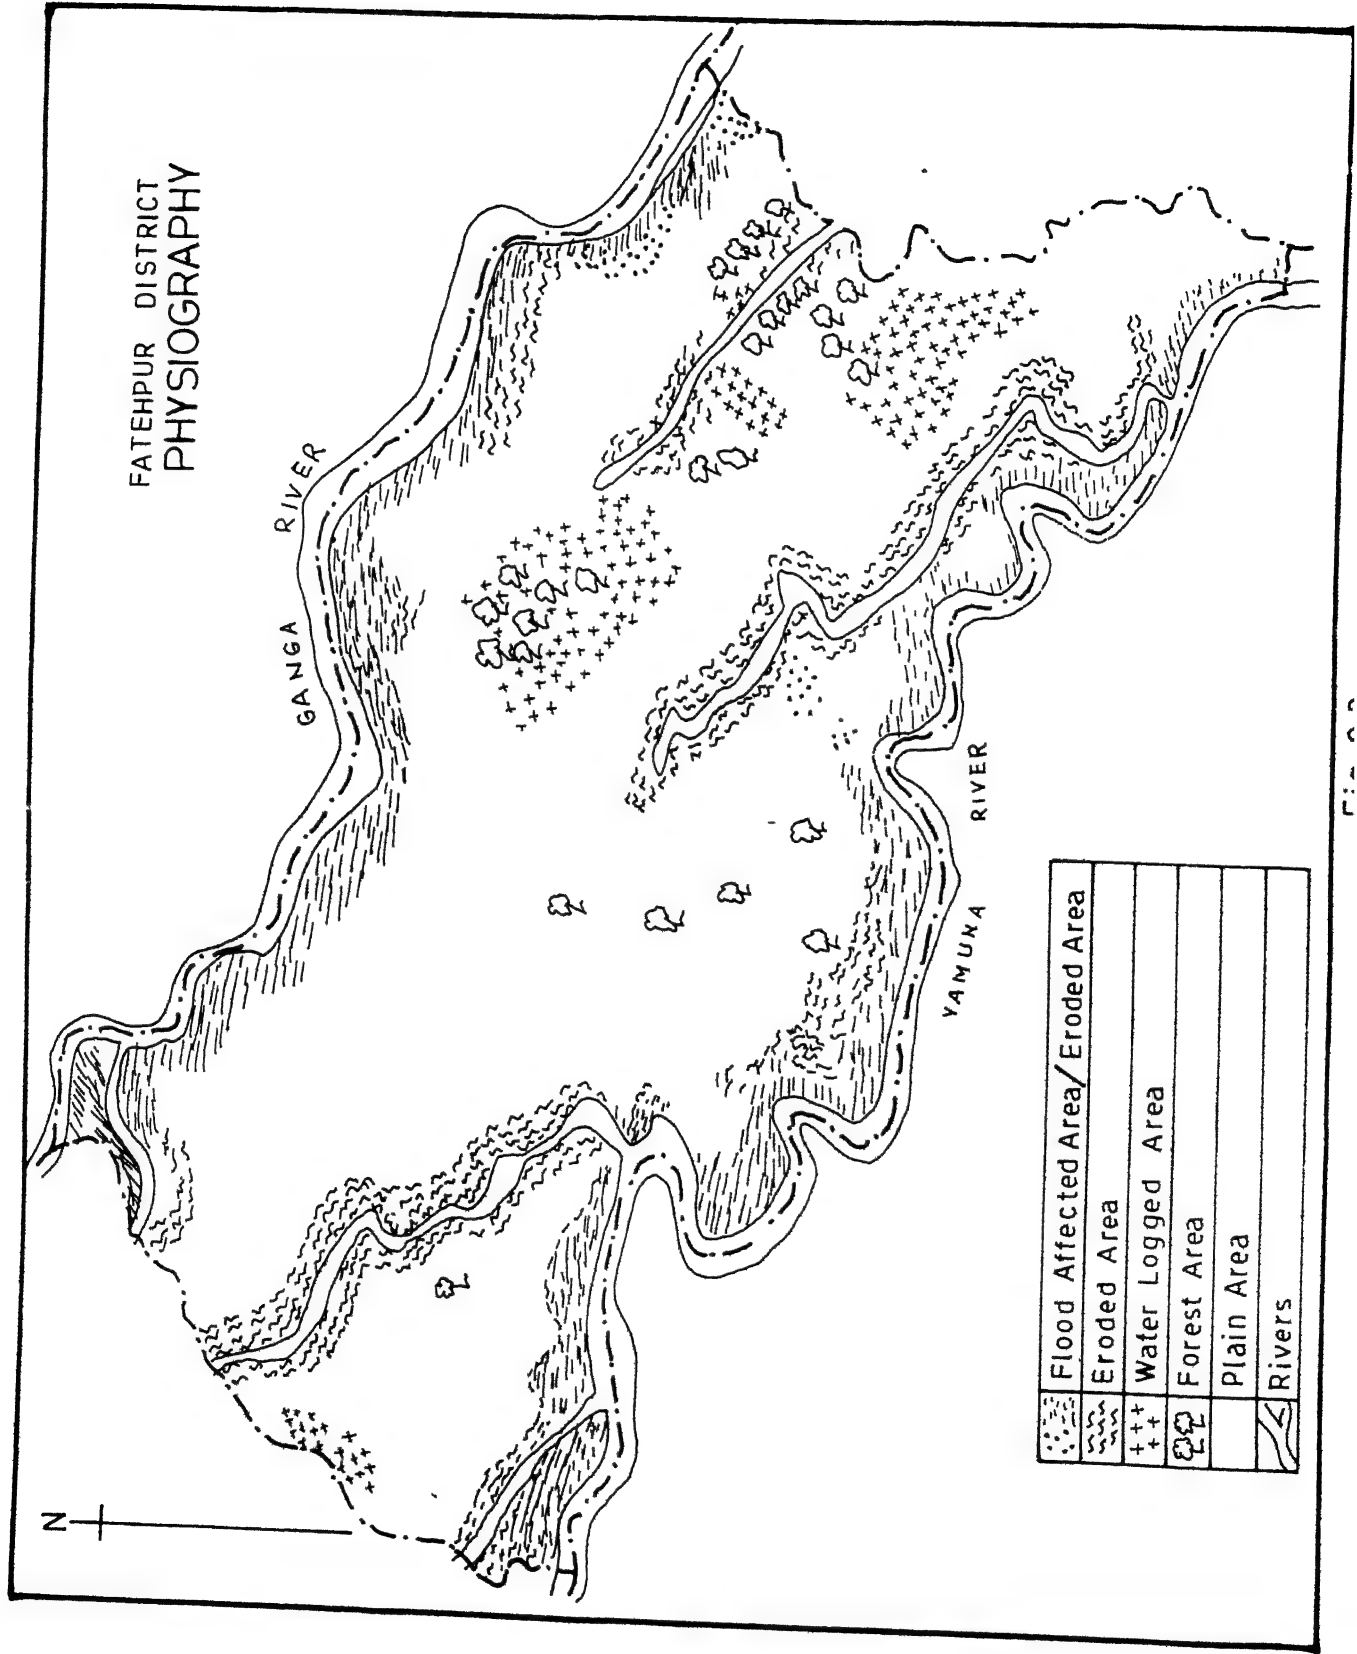 FATEHPUR DISTRICT
PHYSIOGRAPHY
N
GANGA RIVER
YAMUNA RIVER
Flood Affected Area/Eroded Area
Eroded Area
Water Logged Area
Forest Area
Plain Area
Rivers